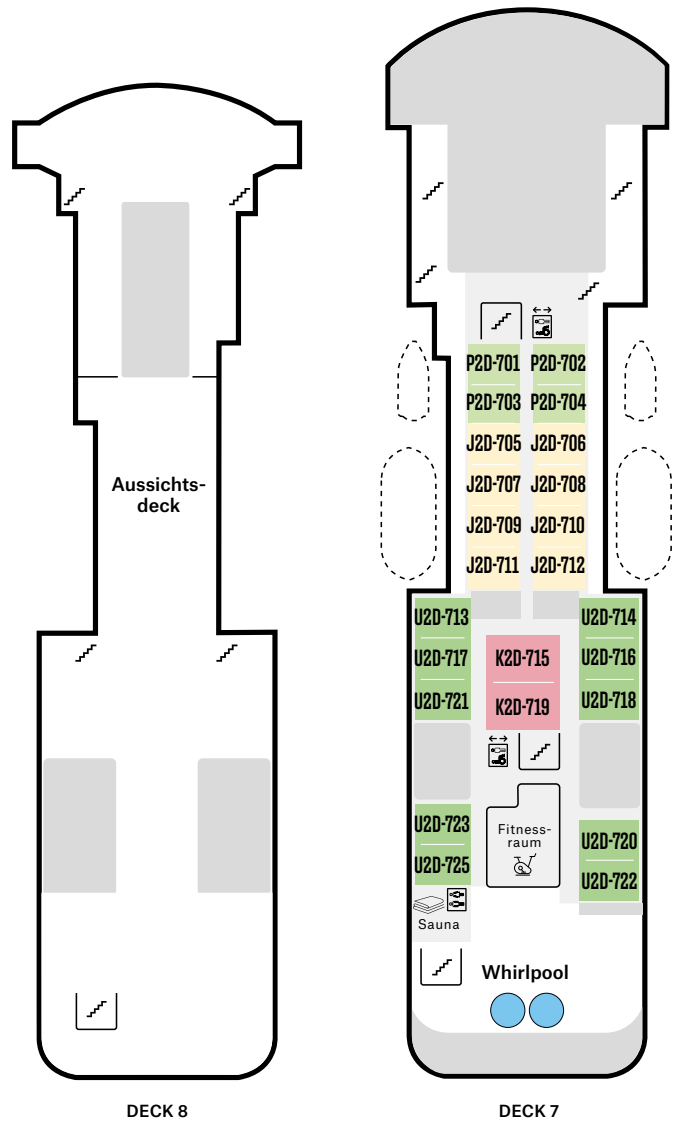 Aussichts-
deck
DECK 8
P2D-701 P2D-702
P2D-703 P2D-704
J2D-705 J2D-706
J2D-707 J2D-708
J2D-709 J2D-710
J2D-711 J2D-712
U2D-713 U2D-714
U2D-717 K2D-715 U2D-716
U2D-721 K2D-719 U2D-718
U2D-723 Fitness-
raum U2D-720
U2D-725 U2D-722
Sauna
Whirlpool
DECK 7